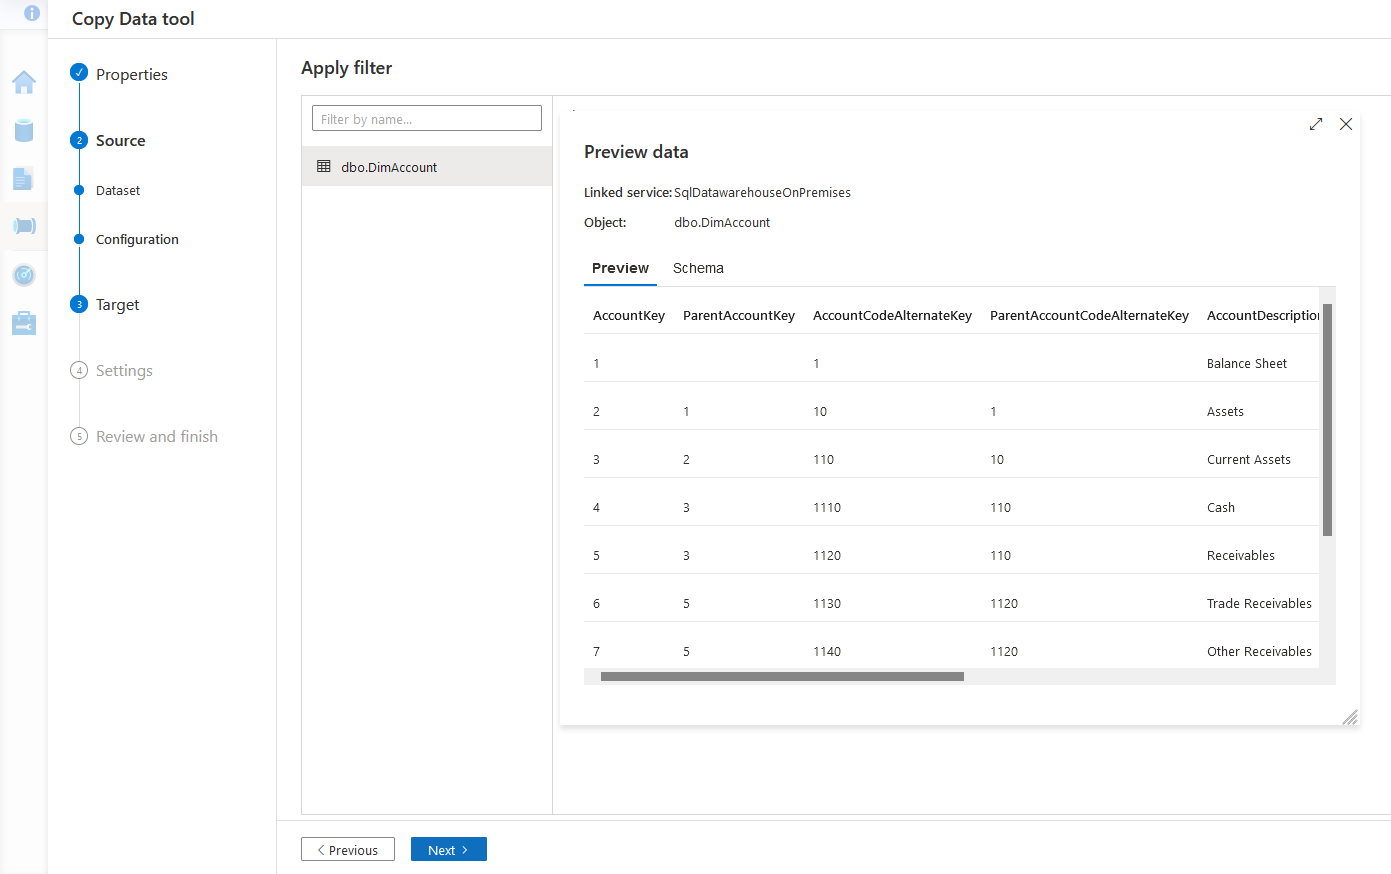 Copy Data tool
Properties
2 Source
Dataset
Configuration
3 Target
4 Settings
5 Review and finish
Apply filter
Filter by name...
dbo.DimAccount
Preview data
Linked service: SqlDatawarehouseOnPremises
Object: dbo.DimAccount
Preview Schema
AccountKey ParentAccountKey AccountCodeAlternateKey ParentAccountCodeAlternateKey AccountDescription
1 1 Balance Sheet
2 1 10 1 Assets
3 2 110 10 Current Assets
4 3 1110 110 Cash
5 3 1120 110 Receivables
6 5 1130 1120 Trade Receivables
7 5 1140 1120 Other Receivables
Previous Next